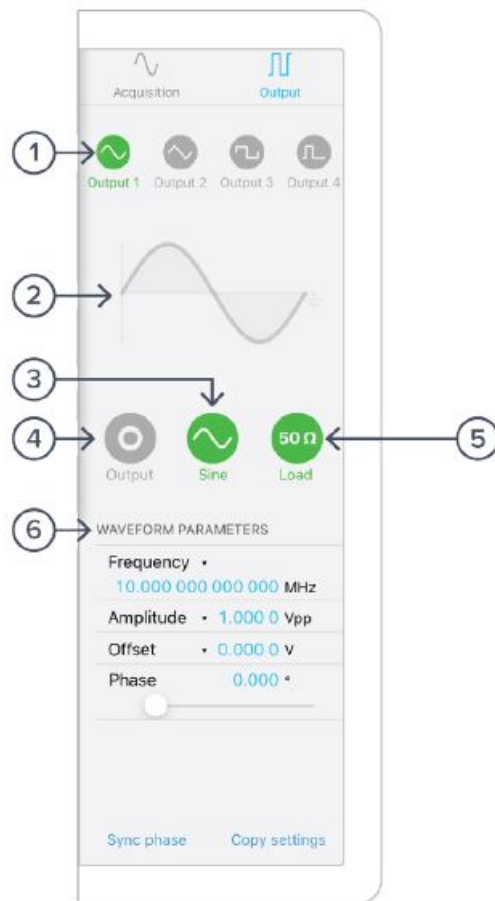 Acquisition Output
1
Output 1 Output 2 Output 3 Output 4
2
3
4 50 Ω 5
Output Sine Load
6 WAVEFORM PARAMETERS
Frequency
10.000 000 000 000 MHz
Amplitude 1.000 0 Vpp
Offset 0.000 0 V
Phase 0.000 °
Sync phase Copy settings